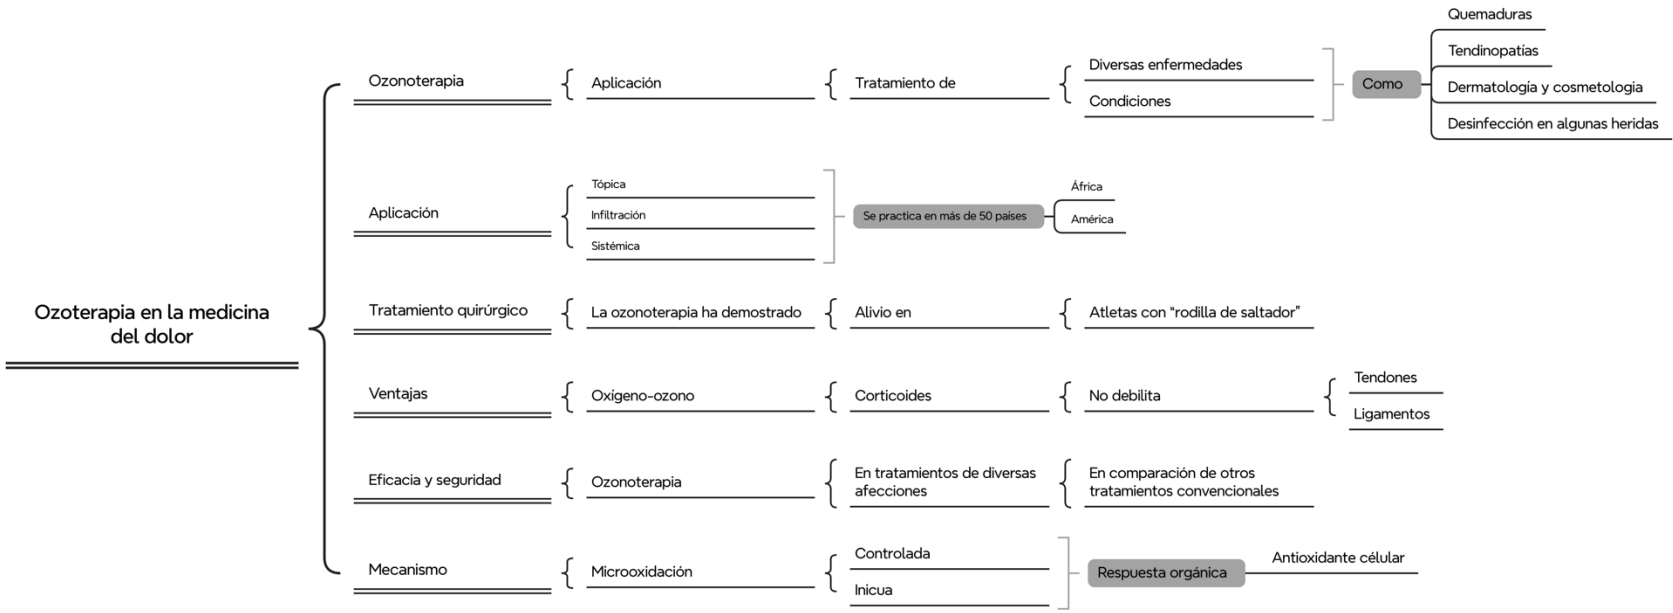 Ozoterapia en la medicina
del dolor
Ozonoterapia
Aplicación
Tratamiento de
Diversas enfermedades
Condiciones
Como
Quemaduras
Tendinopatías
Dermatología y cosmetologia
Desinfección en algunas heridas
Aplicación
Tópica
Infiltración
Sistémica
Se practica en más de 50 países
África
América
Tratamiento quirúrgico
La ozonoterapia ha demostrado
Alivio en
Atletas con “rodilla de saltador”
Ventajas
Oxígeno-ozono
Corticoides
No debilita
Tendones
Ligamentos
Eficacia y seguridad
Ozonoterapia
En tratamientos de diversas
afecciones
En comparación de otros
tratamientos convencionales
Mecanismo
Microoxidación
Controlada
Inicua
Respuesta orgánica
Antioxidante célular